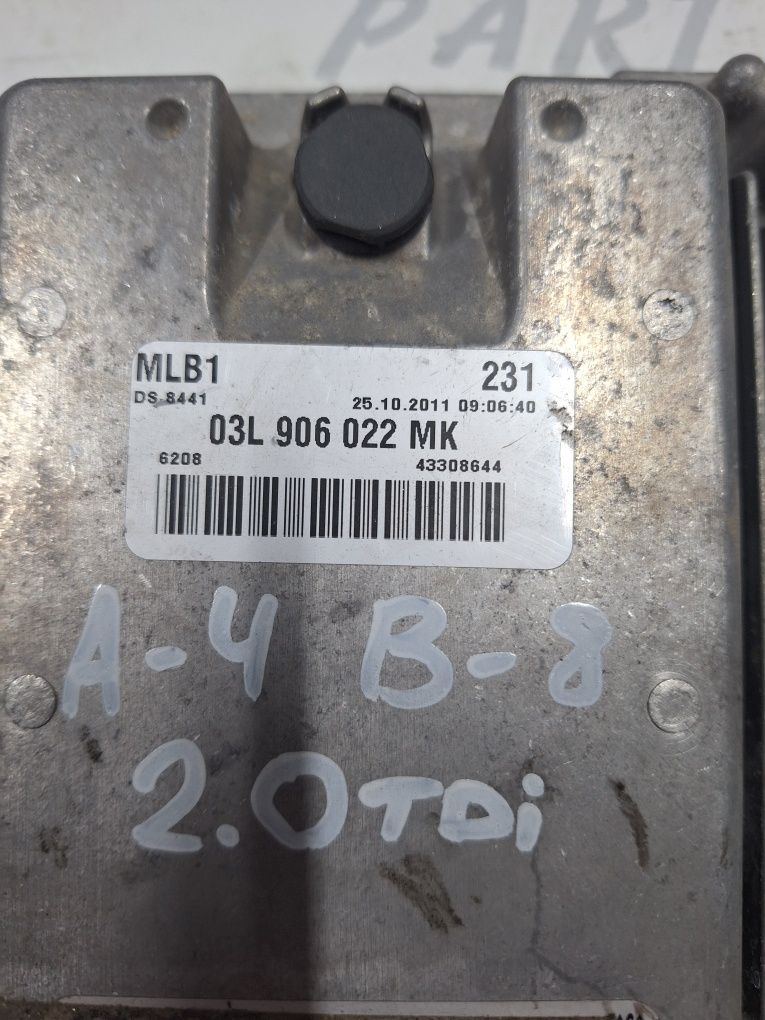 PART
MLB1 231
DS 8441 25.10.2011 09:06:40
03L 906 022 MK
6208 43308644
A-4 B-8
2.0TDi